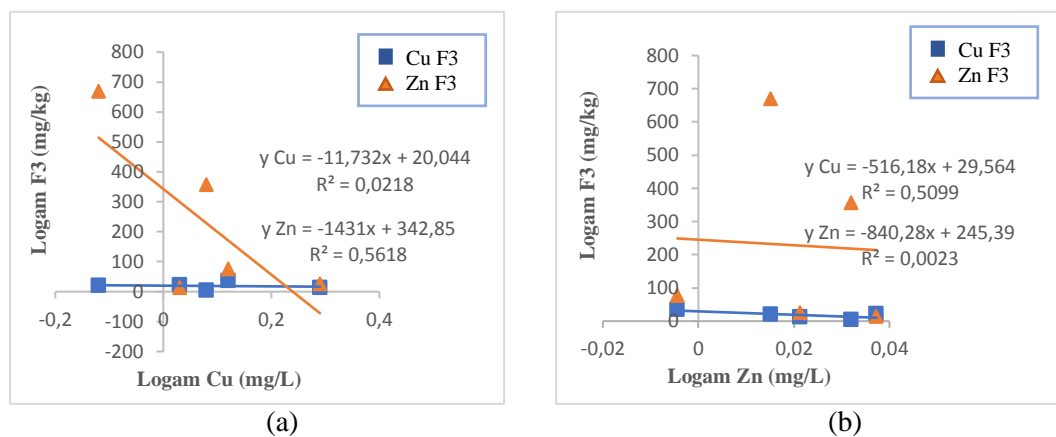 Cu F3
Zn F3
800
700
600
500
400
300
200
100
0
-100
-200
-0,2
0
0,2
0,4
y Cu = -11,732x + 20,044
R² = 0,0218
y Zn = -1431x + 342,85
R² = 0,5618
Logam F3 (mg/kg)
Logam Cu (mg/L)
(a)
Cu F3
Zn F3
800
700
600
500
400
300
200
100
0
-0,02
0
0,02
0,04
y Cu = -516,18x + 29,564
R² = 0,5099
y Zn = -840,28x + 245,39
R² = 0,0023
Logam F3 (mg/kg)
Logam Zn (mg/L)
(b)